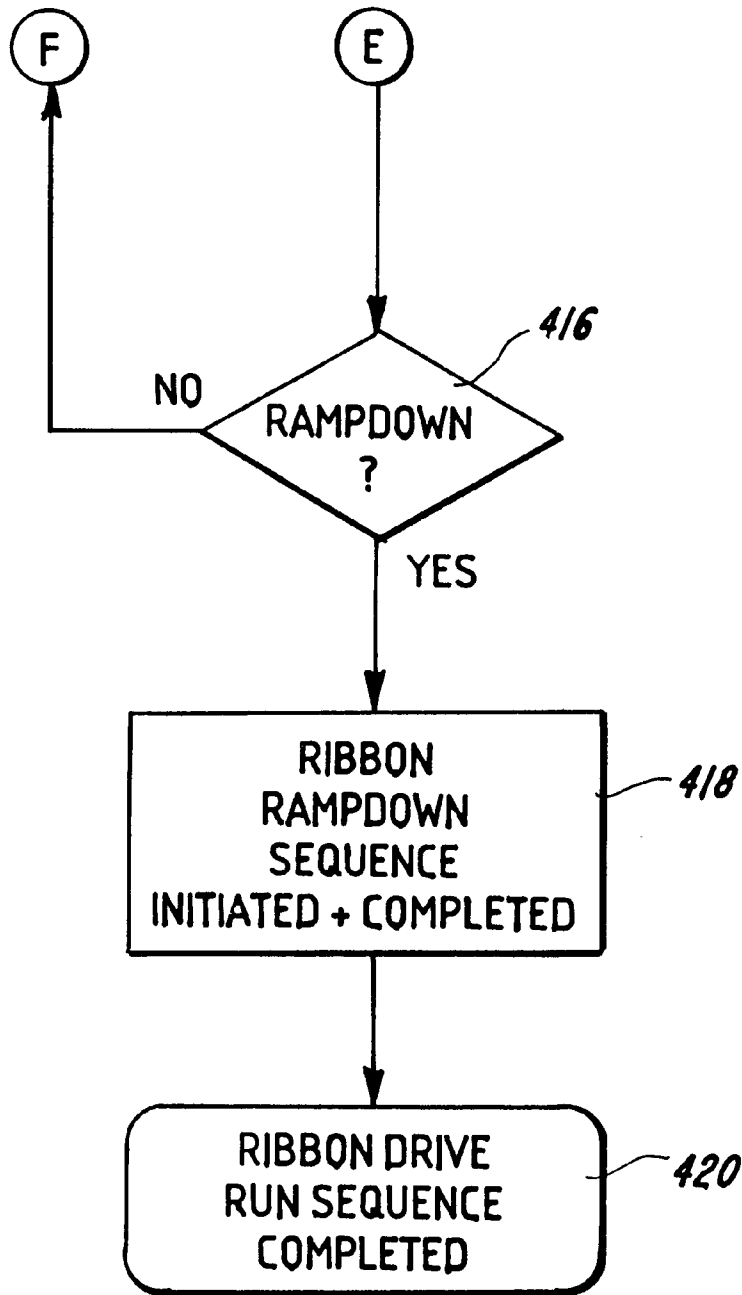 F
E
416
NO
RAMPDOWN
?
YES
RIBBON
RAMPDOWN
SEQUENCE
INITIATED + COMPLETED
418
RIBBON DRIVE
RUN SEQUENCE
COMPLETED
420